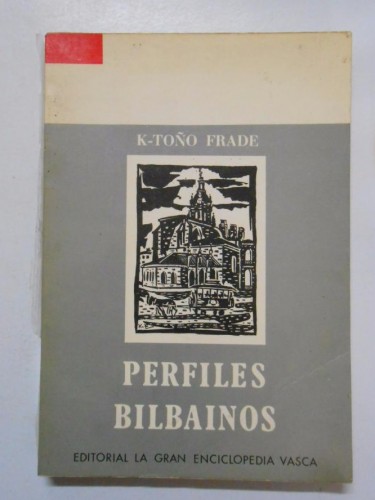 K-TOÑO FRADE
PERFILES
BILBAINOS
EDITORIAL LA GRAN ENCICLOPEDIA VASCA